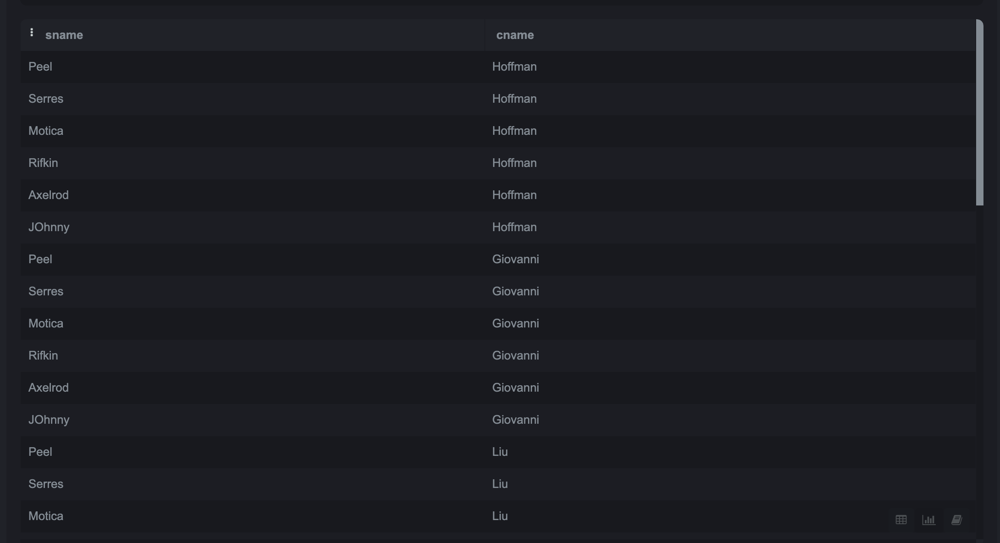 sname cname
Peel Hoffman
Serres Hoffman
Motica Hoffman
Rifkin Hoffman
Axelrod Hoffman
JOhnny Hoffman
Peel Giovanni
Serres Giovanni
Motica Giovanni
Rifkin Giovanni
Axelrod Giovanni
JOhnny Giovanni
Peel Liu
Serres Liu
Motica Liu